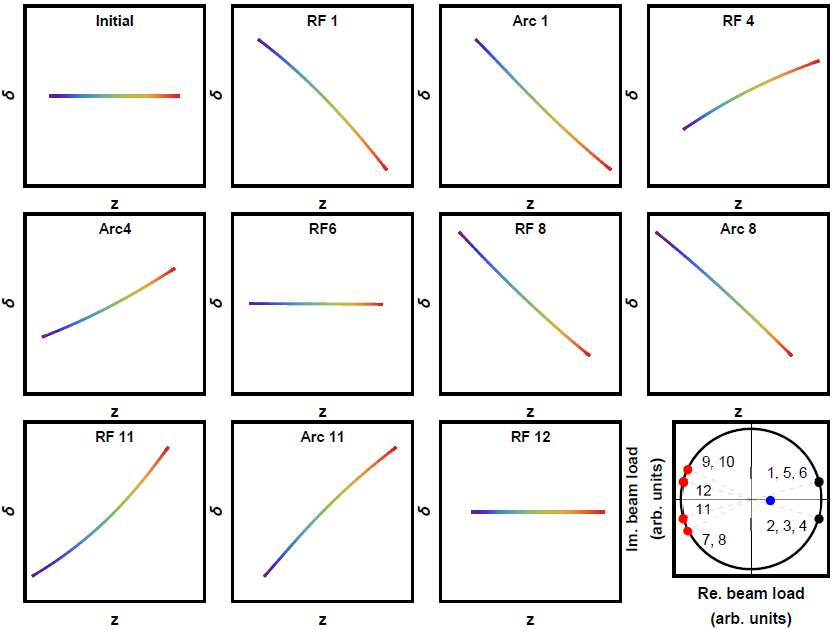 Initial
RF 1
Arc 1
RF 4
δ
δ
δ
δ
z
z
z
z
Arc4
RF6
RF 8
Arc 8
δ
δ
δ
δ
z
z
z
z
RF 11
Arc 11
RF 12
δ
δ
δ
z
z
z
Im. beam load
(arb. units)
9, 10
1, 5, 6
12
11
2, 3, 4
7, 8
Re. beam load
(arb. units)